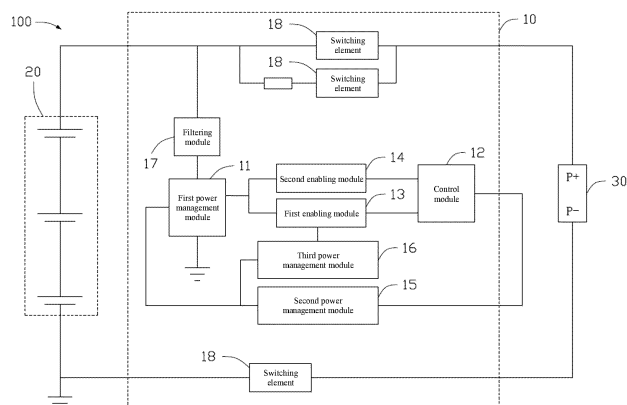 100
18
10
Switching
element
18
20
Switching
element
Filtering
module
17
11
14
12
Second enabling module
First power
management
module
13
Control
module
First enabling module
P+
P-
30
Third power
management module
16
15
Second power
management module
18
Switching
element